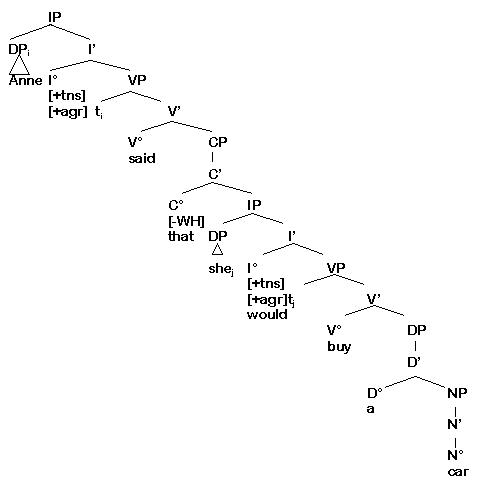 IP
DPi I’
Anne I° VP
[+tns]
[+agr] ti V’
V° CP
said
C’
C° IP
[-WH]
that DP I’
shej I° VP
[+tns]
[+agr]tj V’
would
V° DP
buy
D’
D° NP
a
N’
N°
car